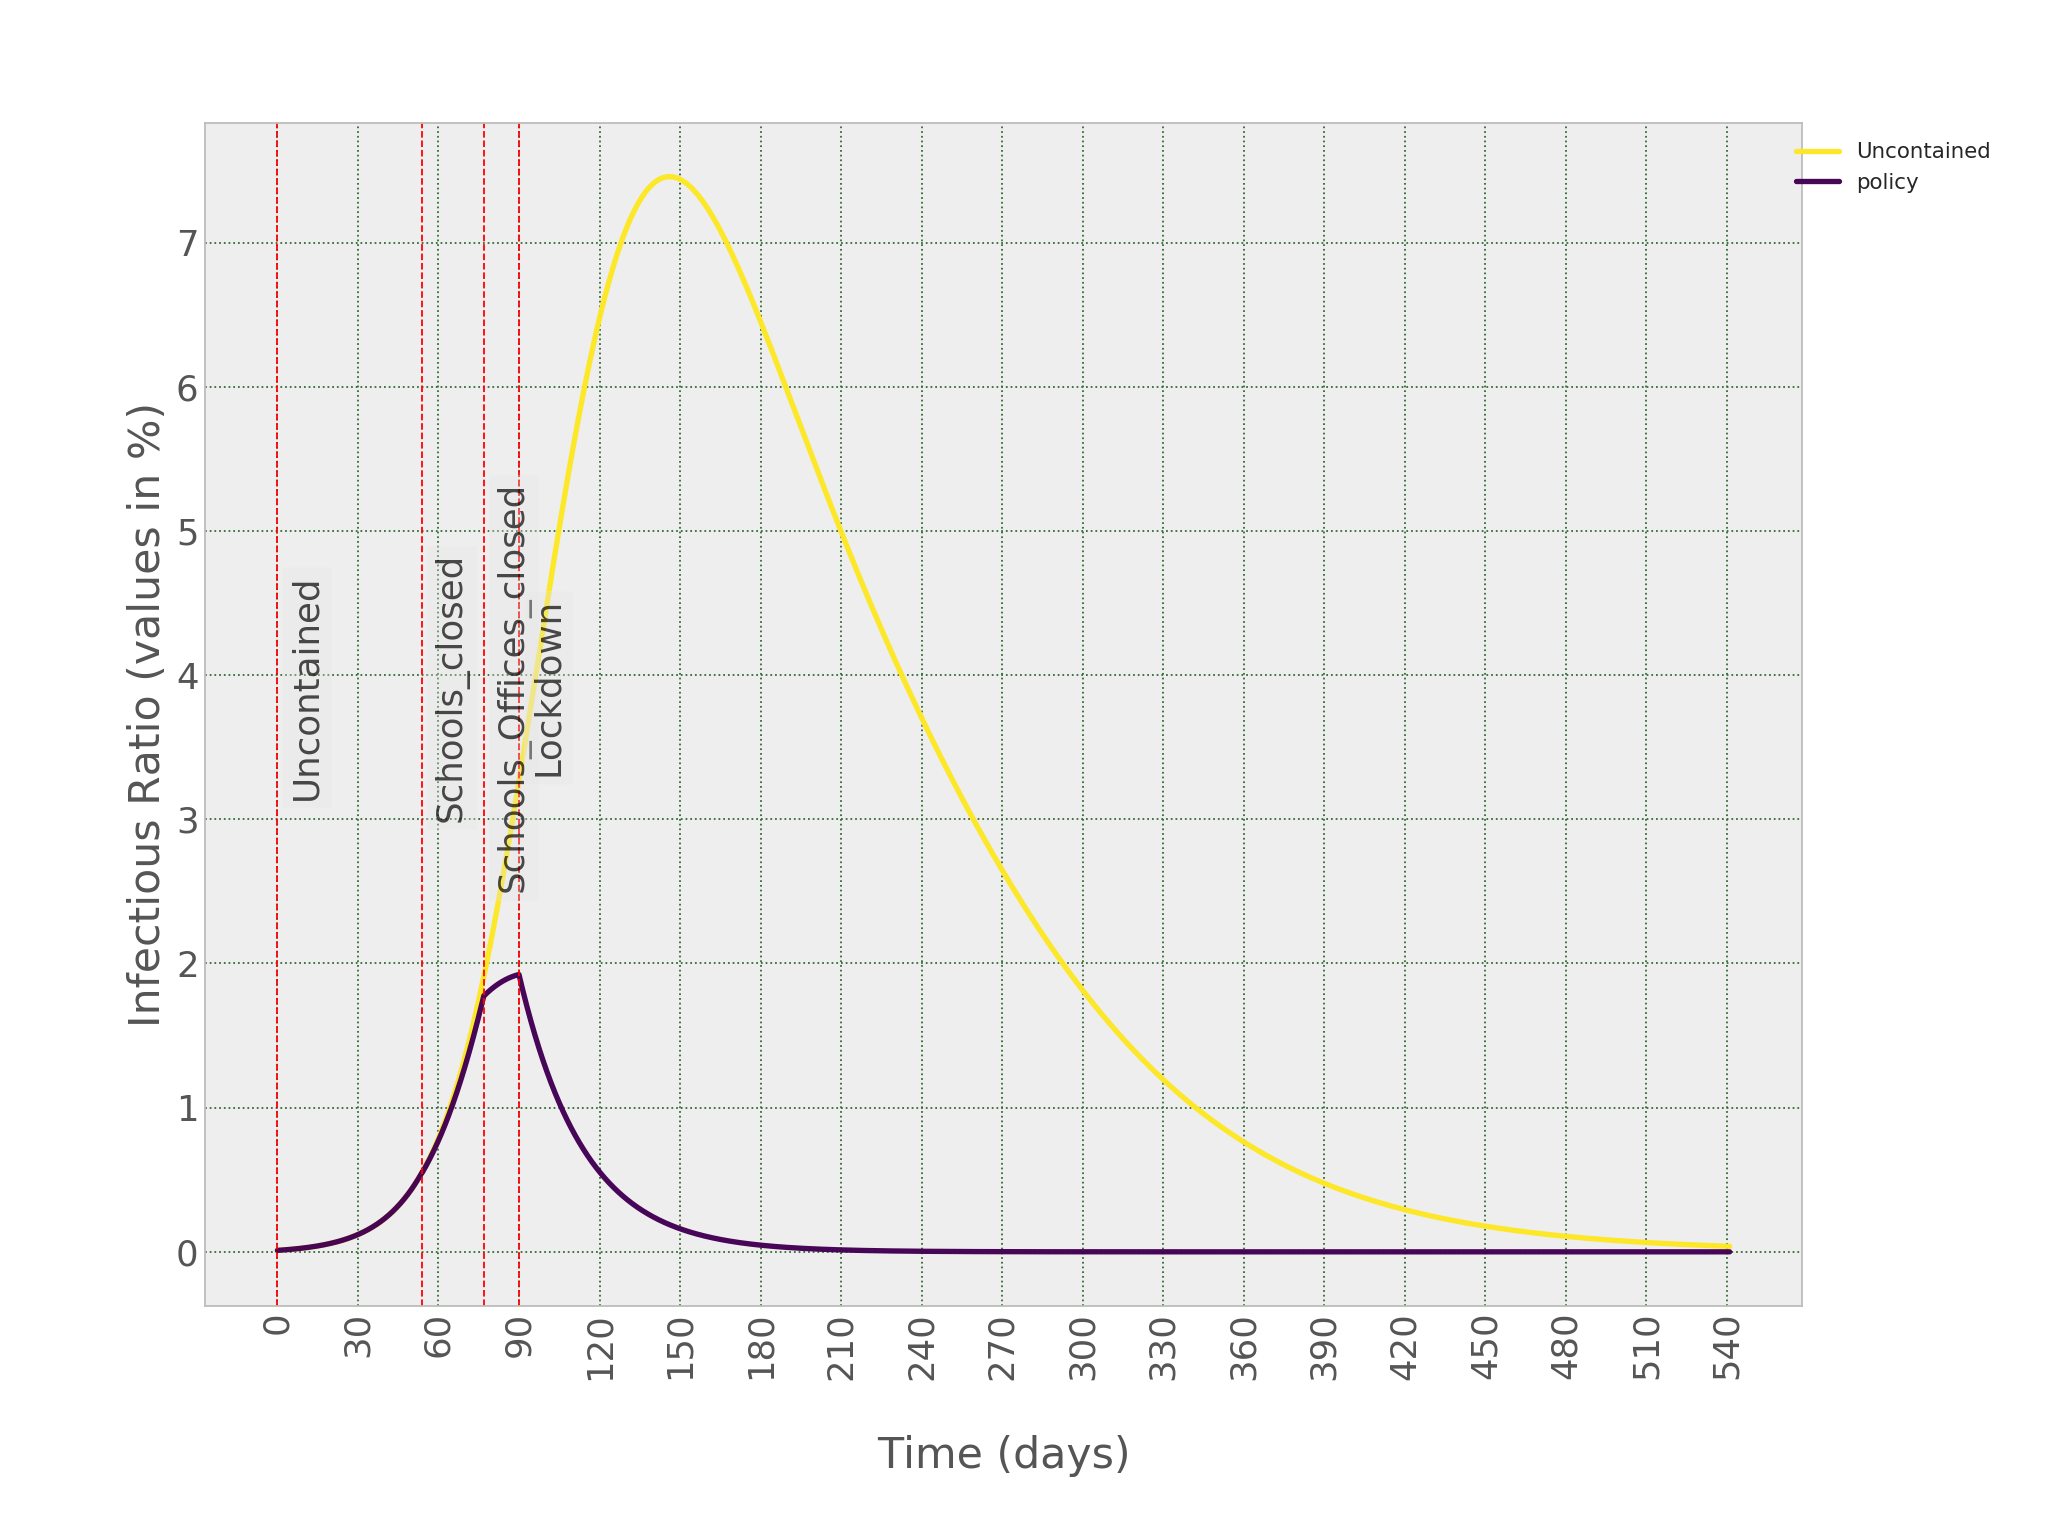 Uncontained
policy
Infectious Ratio (values in %)
7
6
5
4
3
2
1
0
Uncontained
Schools_closed
Schools_Offices_closed
Lockdown
0 30 60 90 120 150 180 210 240 270 300 330 360 390 420 450 480 510 540
Time (days)